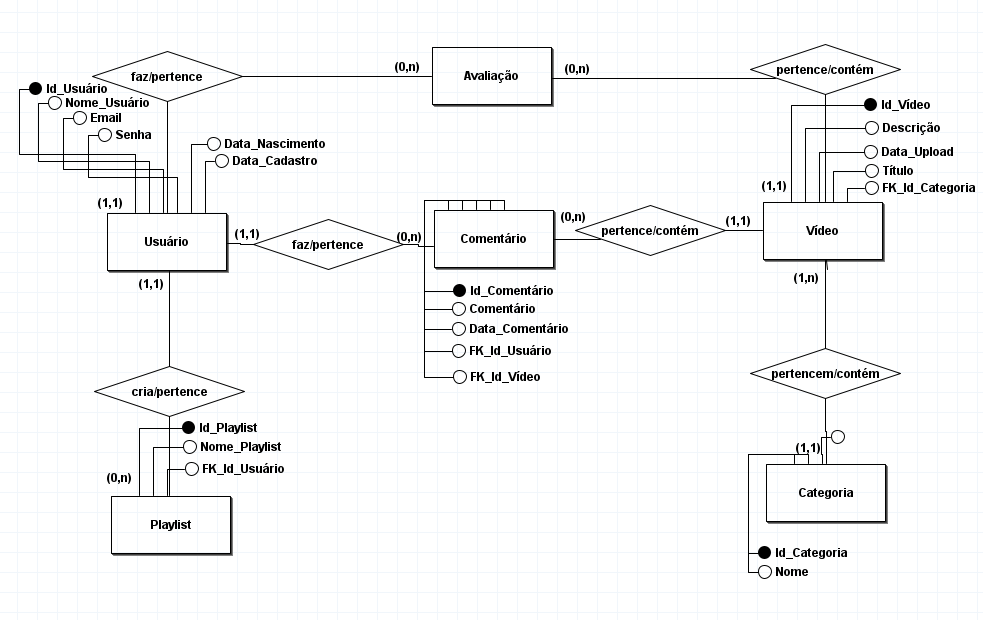 faz/pertence
(0,n)
Avaliação
(0,n)
pertence/contém
Id_Usuário
Nome_Usuário
Email
Senha
Data_Nascimento
Data_Cadastro
Id_Vídeo
Descrição
Data_Upload
Título
FK_Id_Categoria
(1,1)
(1,1)
Usuário
(1,1)
faz/pertence
(0,n)
Comentário
(0,n)
pertence/contém
(1,1)
Vídeo
(1,1)
(1,n)
Id_Comentário
Comentário
Data_Comentário
FK_Id_Usuário
FK_Id_Vídeo
cria/pertence
pertencem/contém
Id_Playlist
Nome_Playlist
FK_Id_Usuário
(0,n)
Playlist
(1,1)
Categoria
Id_Categoria
Nome